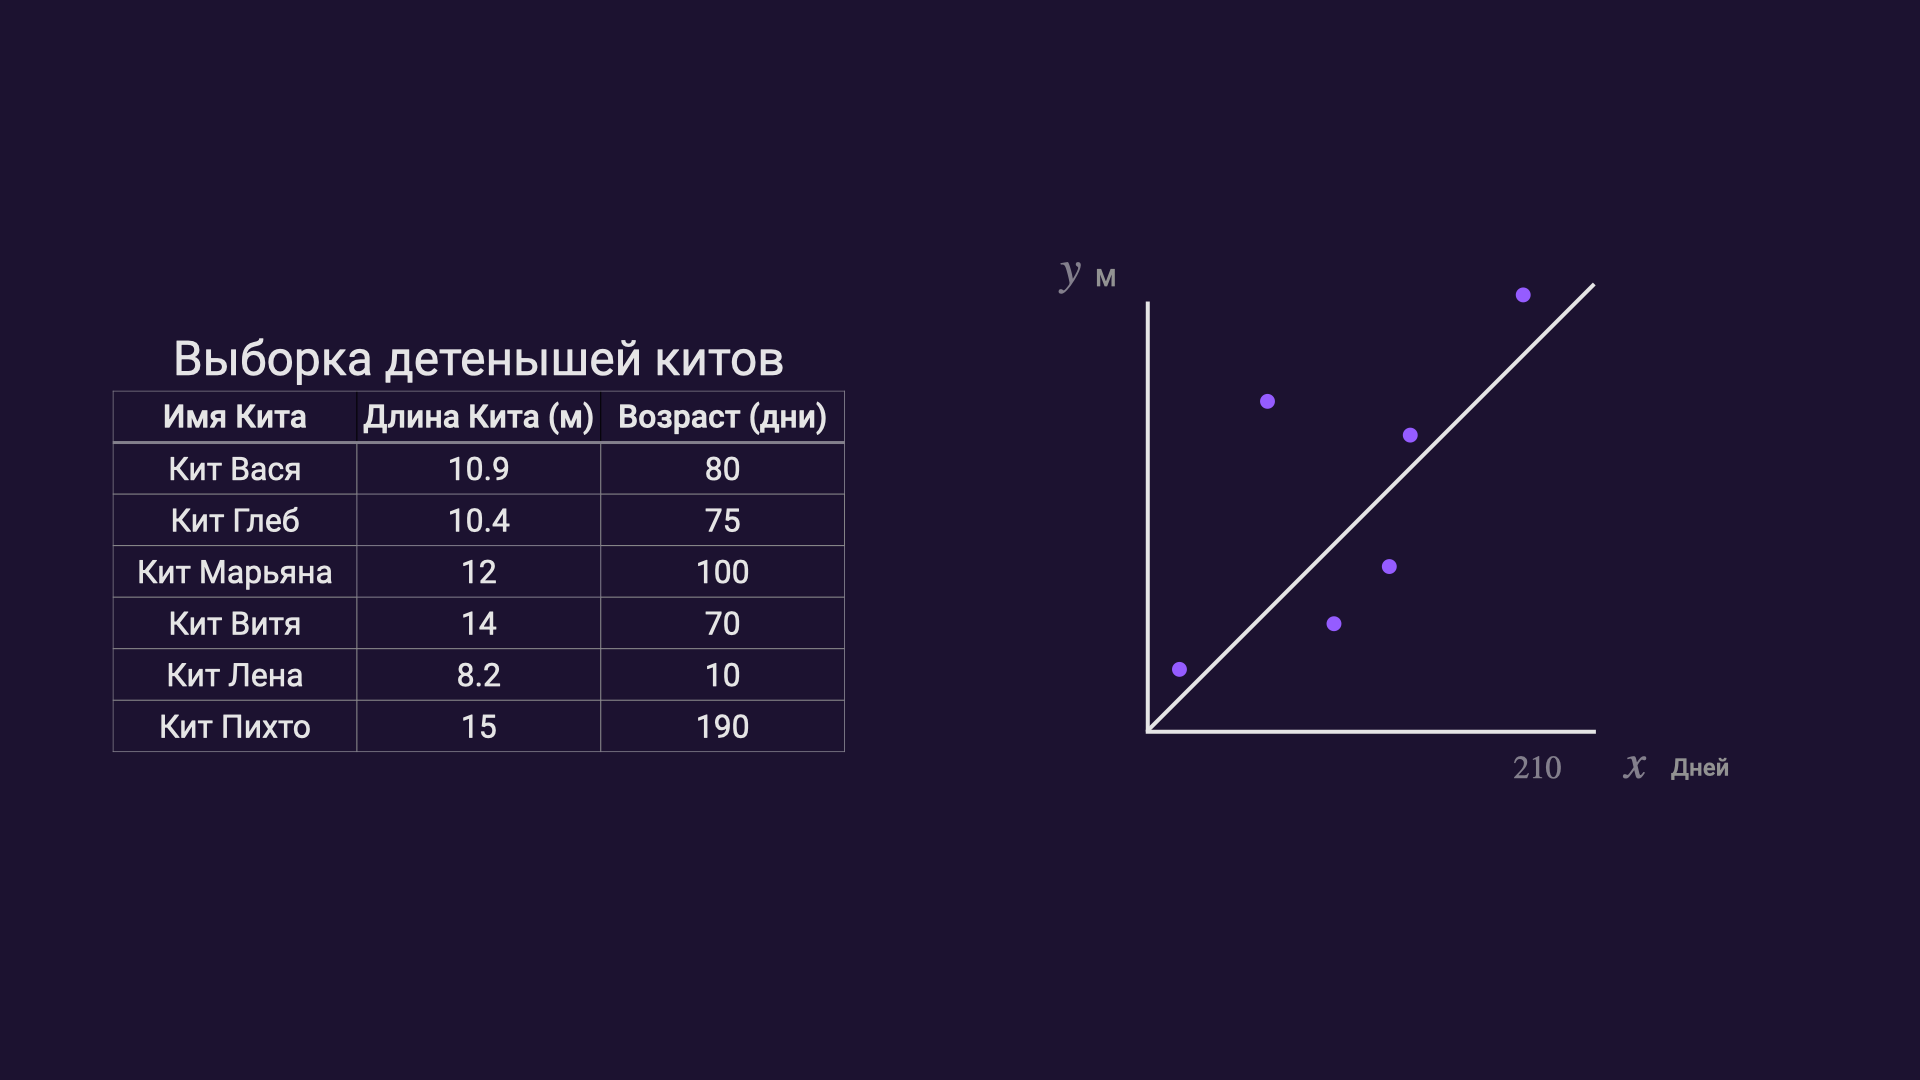 Выборка детенышей китов
Имя Кита Длина Кита (м) Возраст (дни)
Кит Вася 10.9 80
Кит Глеб 10.4 75
Кит Марьяна 12 100
Кит Витя 14 70
Кит Лена 8.2 10
Кит Пихто 15 190
y м
210 x Дней